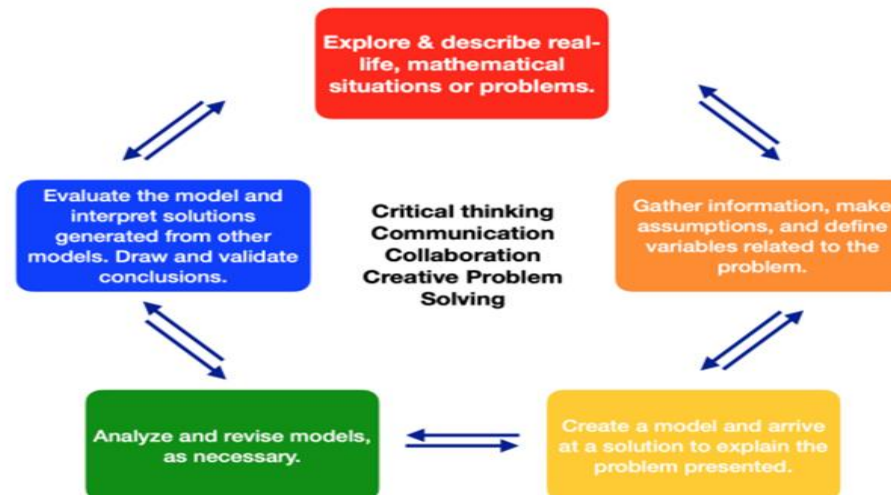 Explore & describe real-
life, mathematical
situations or problems.
Evaluate the model and
interpret solutions
generated from other
models. Draw and validate
conclusions.
Critical thinking
Communication
Collaboration
Creative Problem
Solving
Gather information, make
assumptions, and define
variables related to the
problem.
Analyze and revise models,
as necessary.
Create a model and arrive
at a solution to explain the
problem presented.